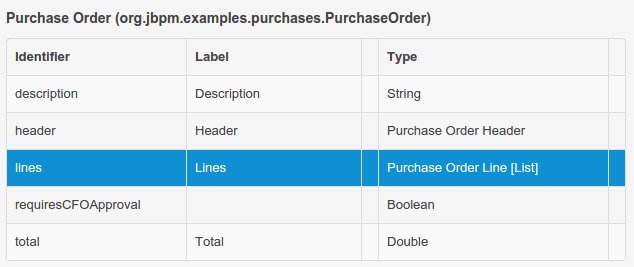 Purchase Order (org.jbpm.examples.purchases.PurchaseOrder)
Identifier Label Type
description Description String
header Header Purchase Order Header
lines Lines Purchase Order Line [List]
requiresCFOApproval Boolean
total Total Double